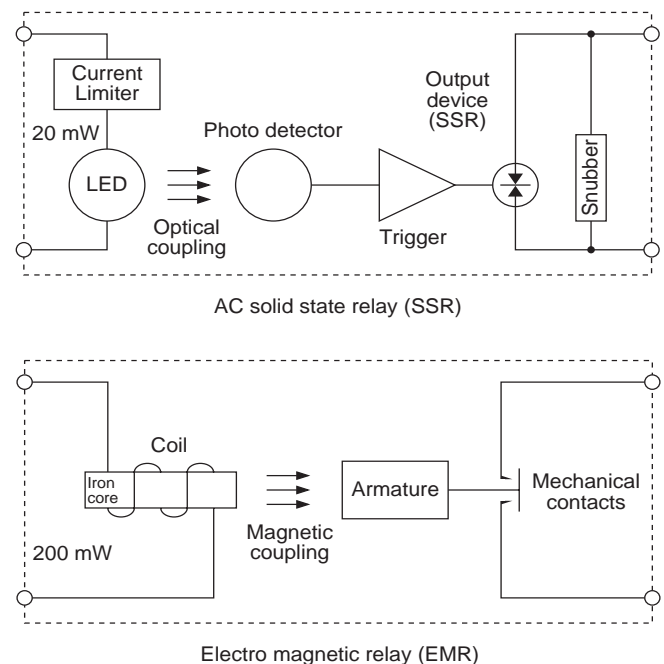 Current
Limiter
20 mW
LED
Optical
coupling
Photo detector
Trigger
Output
device
(SSR)
Snubber
AC solid state relay (SSR)
Coil
Iron
core
200 mW
Magnetic
coupling
Armature
Mechanical
contacts
Electro magnetic relay (EMR)